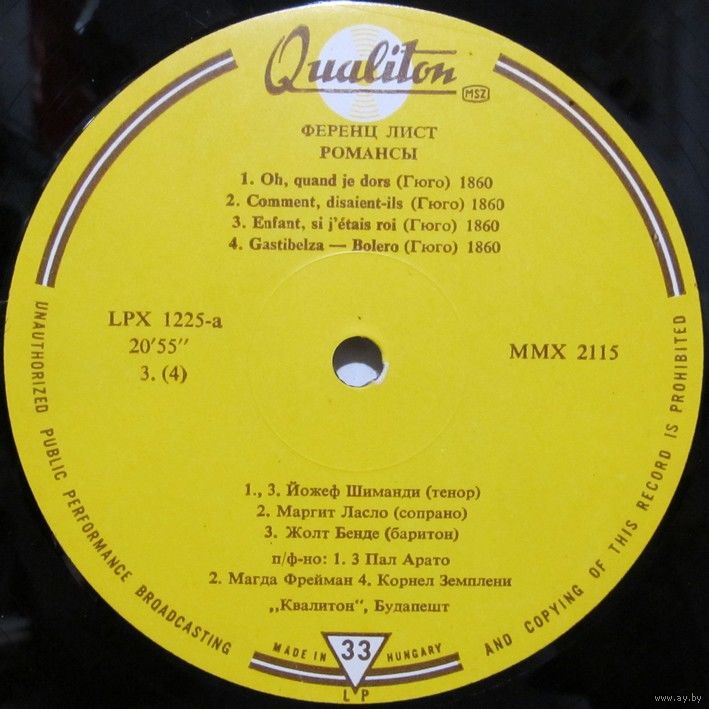 Qualiton
MSZ
ФЕРЕНЦ ЛИСТ
РОМАНСЫ
1. Oh, quand je dors (Гюго) 1860
2. Comment, disaient-ils (Гюго) 1860
3. Enfant, si j'étais roi (Гюго) 1860
4. Gastibelza — Bolero (Гюго) 1860
LPX 1225-a
20'55''
3. (4)
MMX 2115
1., 3. Йожеф Шиманди (тенор)
2. Маргит Ласло (сопрано)
3. Жолт Бенде (баритон)
п/ф-но: 1. 3 Пал Арато
2. Магда Фрейман 4. Корнел Земплени
„Квалитон“, Будапешт
UNAUTHORIZED PUBLIC PERFORMANCE BROADCASTING
AND COPYING OF THIS RECORD IS PROHIBITED
MADE IN HUNGARY
33
LP
www.ay.by